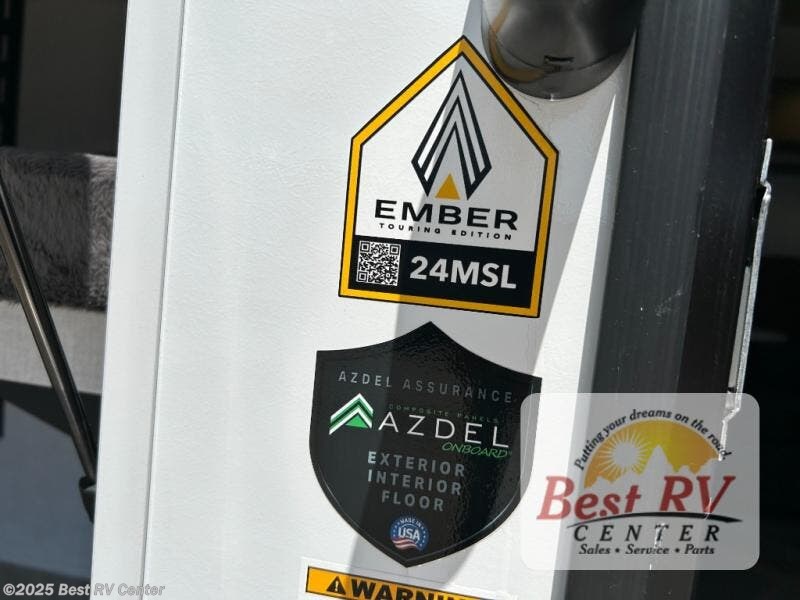 EMBER
TOURING EDITION
24MSL
AZDEL ASSURANCE
COMPOSITE PANELS
AZDEL
ONBOARD®
EXTERIOR
INTERIOR
FLOOR
MADE IN
USA
WARNING
Putting your dreams on the road
Best RV
CENTER
Sales • Service • Parts
©2025 Best RV Center